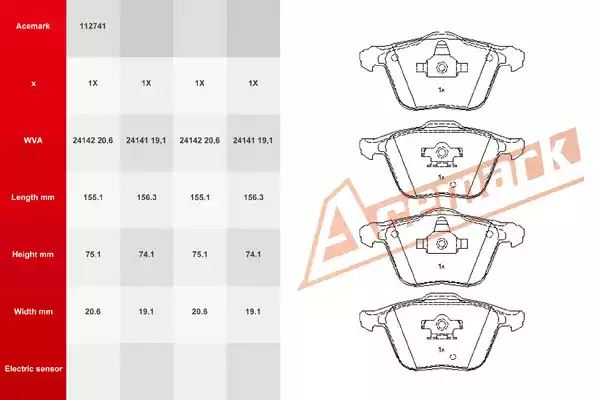 Acemark 112741
x 1X 1X 1X 1X
WVA 24142 20,6 24141 19,1 24142 20,6 24141 19,1
Length mm 155.1 156.3 155.1 156.3
Height mm 75.1 74.1 75.1 74.1
Width mm 20.6 19.1 20.6 19.1
Electric sensor
1x
1x
1x
1x
Acemark